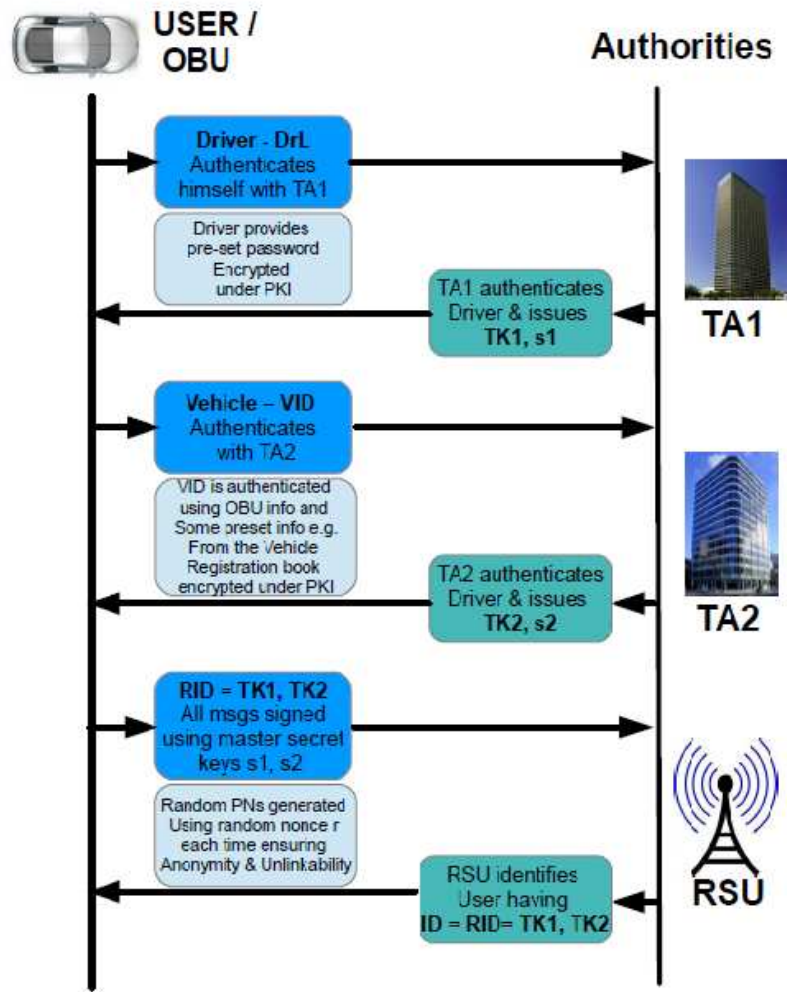 USER /
OBU
Authorities
Driver - DrL
Authenticates
himself with TA1
Driver provides
pre-set password
Encrypted
under PKI
TA1 authenticates
Driver & issues
TK1, s1
TA1
Vehicle – VID
Authenticates
with TA2
VID is authenticated
using OBU info and
Some preset info e.g.
From the Vehicle
Registration book
encrypted under PKI
TA2 authenticates
Driver & issues
TK2, s2
TA2
RID = TK1, TK2
All msgs signed
using master secret
keys s1, s2
Random PNs generated
Using random nonce r
each time ensuring
Anonymity & Unlinkability
RSU identifies
User having
ID = RID= TK1, TK2
RSU